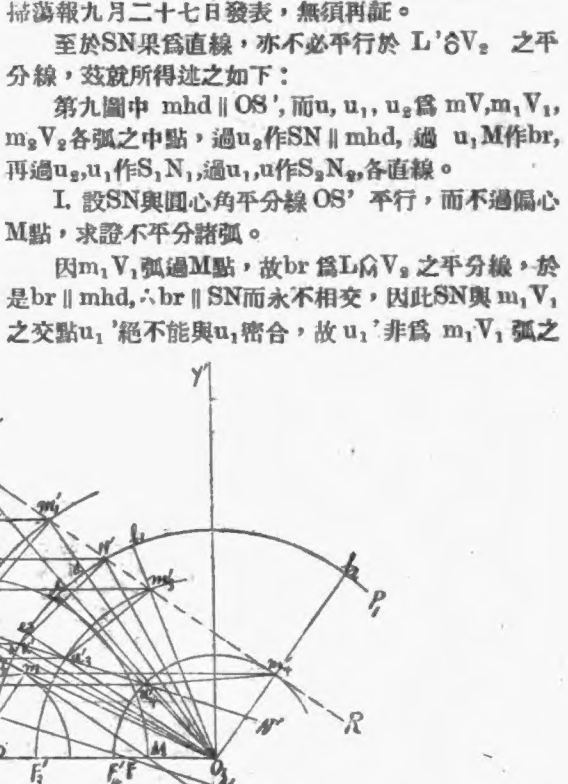 掃蕩報九月二十七日發表，無須再証。
至於SN果爲直線，亦不必平行於 L'ÔV₂ 之平
分線，茲就所得述之如下：
第九圖中 mhd∥OS', 而u, u₁, u₂爲 mV,m₁V₁,
m₂V₂各弧之中點，過u₂作SN∥mhd, 過 u₁M作br,
再過u₂,u₁作S₁N₁,過u₁,u作S₂N₂,各直線。
I. 設SN與圓心角平分線 OS' 平行，而不過偏心
M點，求證不平分諸弧。
因m₁V₁弧過M點，故br 爲LM̂V₂ 之平分線，於
是br∥mhd,∴br∥SN而永不相交，因此SN與 m₁V₁
之交點u₁'絕不能與u₁密合，故 u₁'非爲 m₁V₁ 弧之
Y
m₁'
N'
m₃'
P₁
R
M
F₃'
F
O